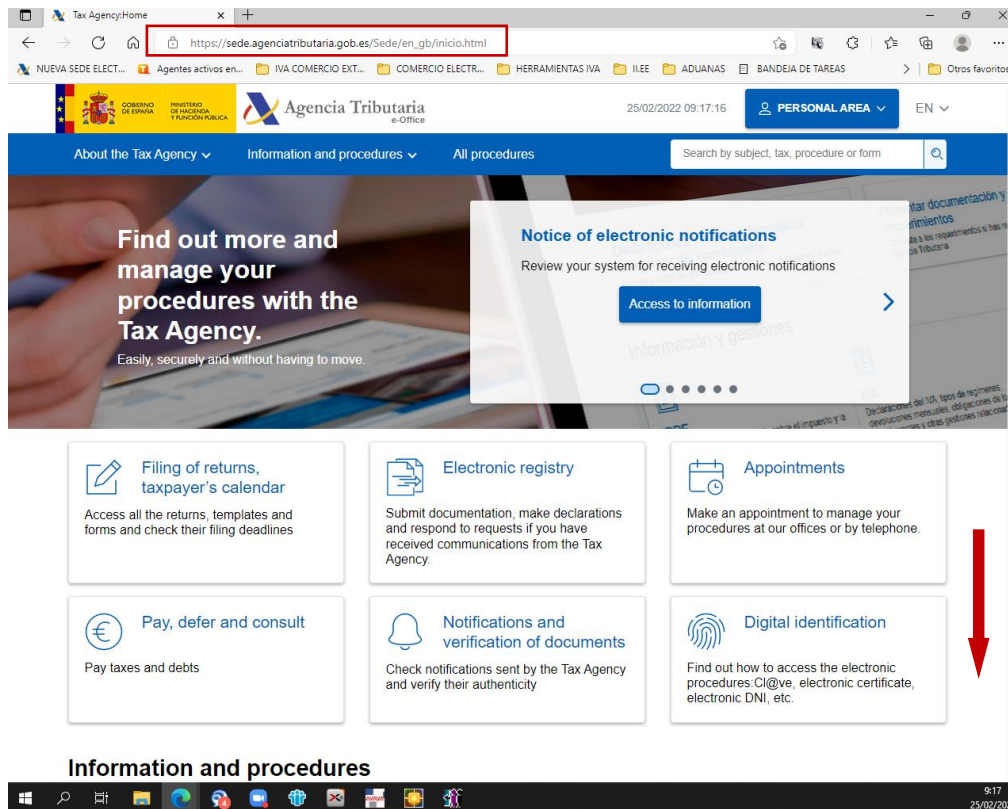 Tax Agency:Home
https://sede.agenciatributaria.gob.es/Sede/en_gb/inicio.html
NUEVA SEDE ELECT... Agentes activos en... IVA COMERCIO EXT... COMERCIO ELECTR... HERRAMIENTAS IVA II.EE ADUANAS BANDEJA DE TAREAS Otros favoritos
GOBIERNO DE ESPAÑA
MINISTERIO DE HACIENDA Y FUNCIÓN PÚBLICA
Agencia Tributaria
e-Office
25/02/2022 09:17:16
PERSONAL AREA
EN
About the Tax Agency Information and procedures All procedures
Search by subject, tax, procedure or form
Find out more and
manage your
procedures with the
Tax Agency.
Easily, securely and without having to move.
Notice of electronic notifications
Review your system for receiving electronic notifications
Access to information
Información y gestiones
Filing of returns,
taxpayer's calendar
Access all the returns, templates and
forms and check their filing deadlines
Electronic registry
Submit documentation, make declarations
and respond to requests if you have
received communications from the Tax
Agency.
Appointments
Make an appointment to manage your
procedures at our offices or by telephone.
Pay, defer and consult
Pay taxes and debts
Notifications and
verification of documents
Check notifications sent by the Tax Agency
and verify their authenticity
Digital identification
Find out how to access the electronic
procedures:Cl@ve, electronic certificate,
electronic DNI, etc.
Information and procedures
9:17